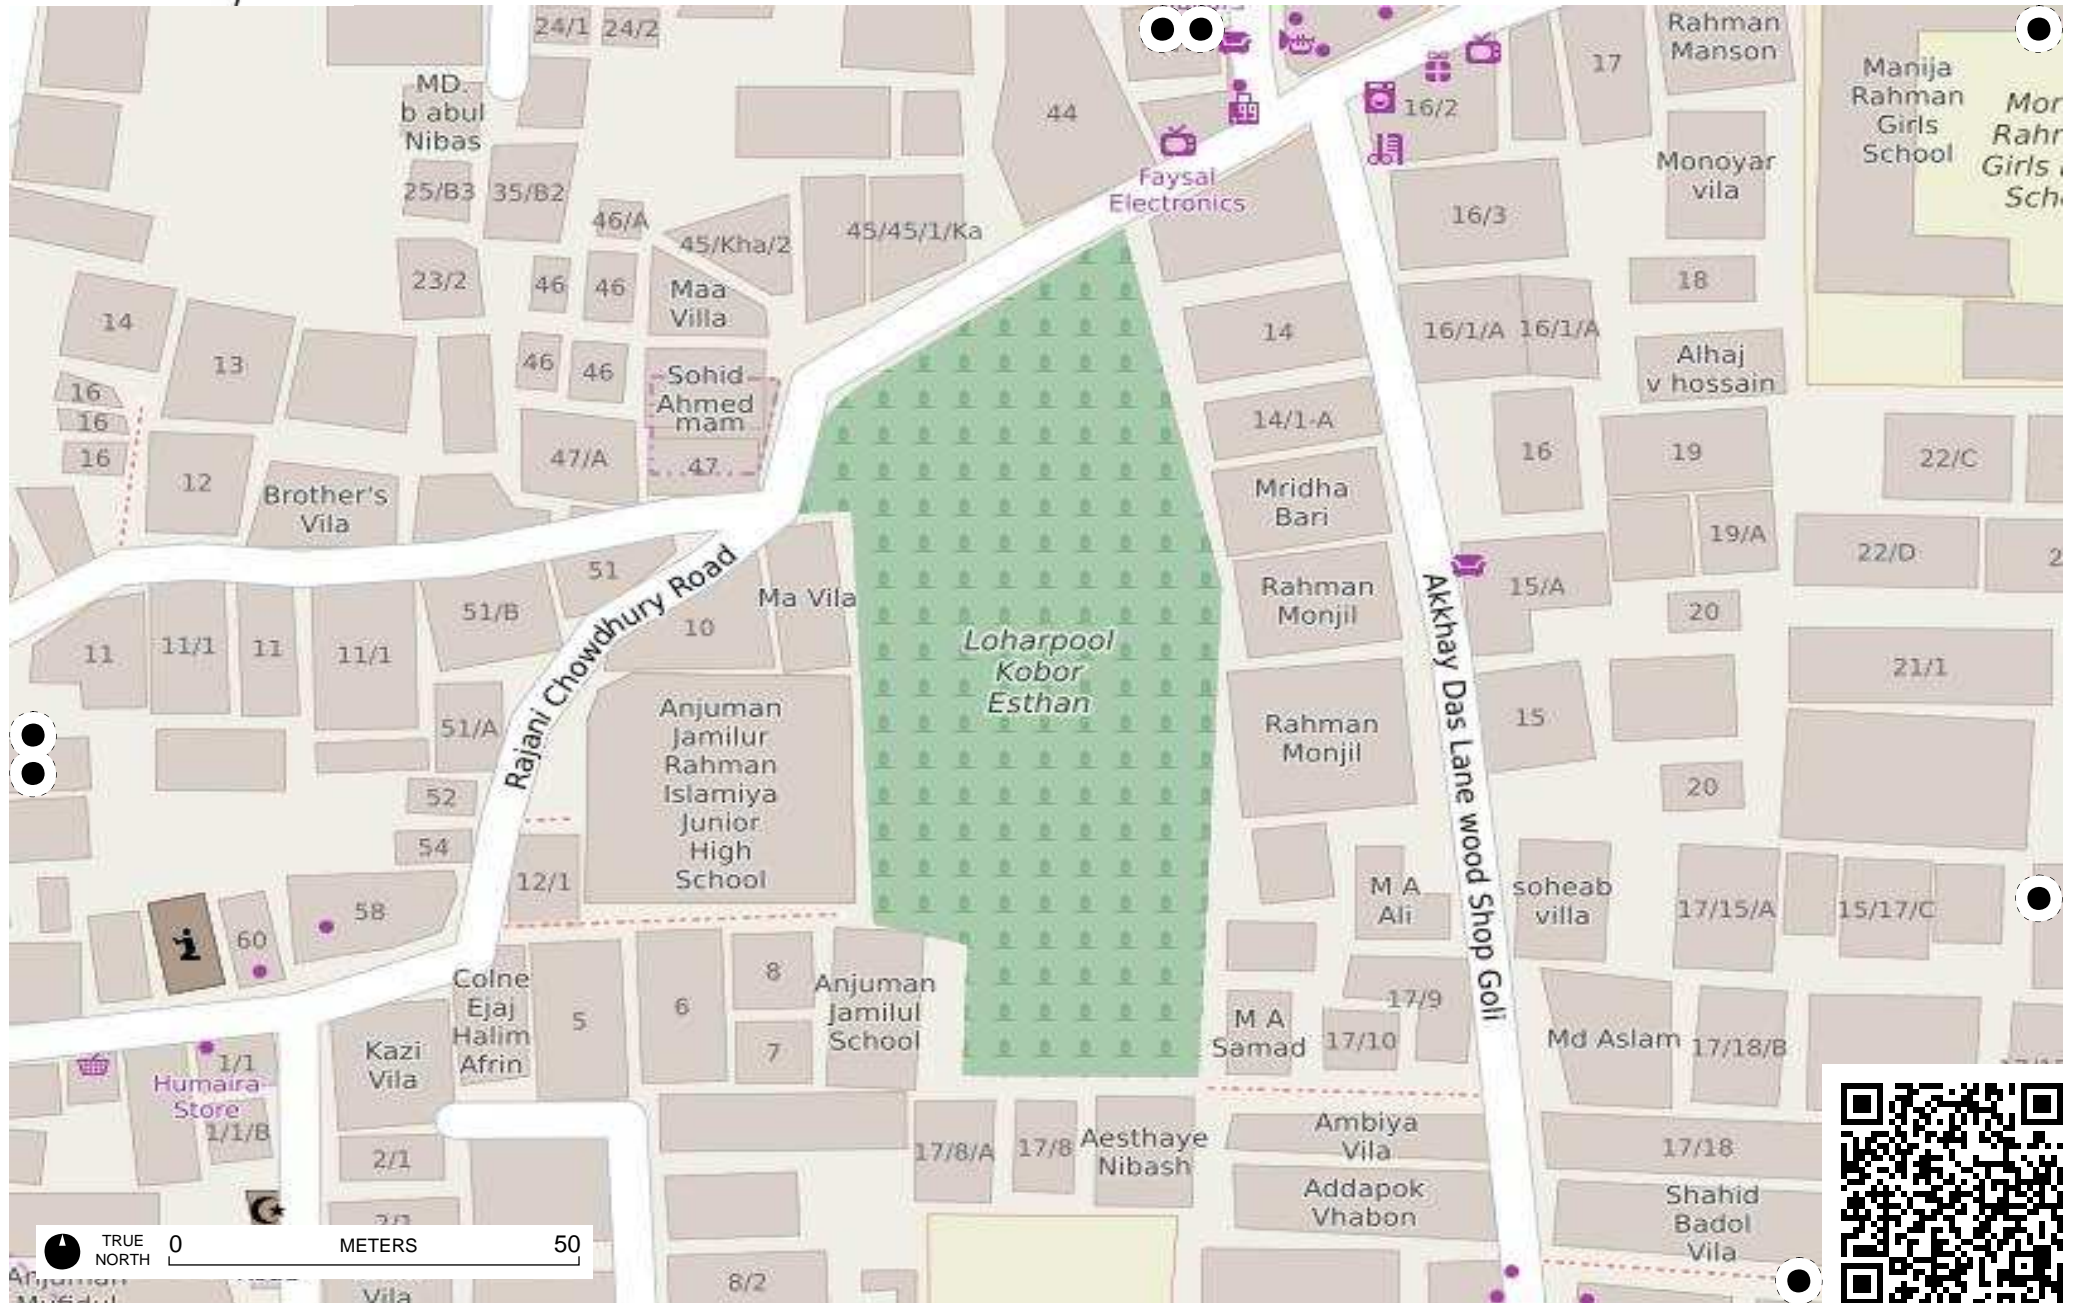 24/1
24/2
Rahman
Manson
17
MD.
b abul
Nibas
44
16/2
Manija
Rahman
Girls
School
Monoyar
vila
Faysal
Electronics
25/B3
35/B2
46/A
45/Kha/2
45/45/1/Ka
16/3
23/2
46
46
Maa
Villa
18
14
13
14
16/1/A
16/1/A
46
46
Sohid
Ahmed
mam
47
Alhaj
v hossain
16
16
16
14/1-A
12
Brother's
Vila
47/A
16
19
22/C
Mridha
Bari
19/A
22/D
51
51/B
Rajani Chowdhury Road
10
Ma Vila
Rahman
Monjil
15/A
20
11
11/1
11
11/1
Loharpool
Kobor
Esthan
Akkhay Das Lane wood Shop Goli
21/1
51/A
Anjuman
Jamilur
Rahman
Islamiya
Junior
High
School
Rahman
Monjil
15
20
52
54
12/1
58
60
M A
Ali
soheab
villa
17/15/A
15/17/C
Colne
Ejaj
Halim
Afrin
5
6
8
7
Anjuman
Jamilul
School
M A
Samad
17/9
17/10
Md Aslam
17/18/B
Kazi
Vila
1/1
Humaira
Store
1/1/B
2/1
17/8/A
17/8
Aesthaye
Nibash
Ambiya
Vila
17/18
Addapok
Vhabon
Shahid
Badol
Vila
TRUE
NORTH
0
METERS
50
8/2
Vila